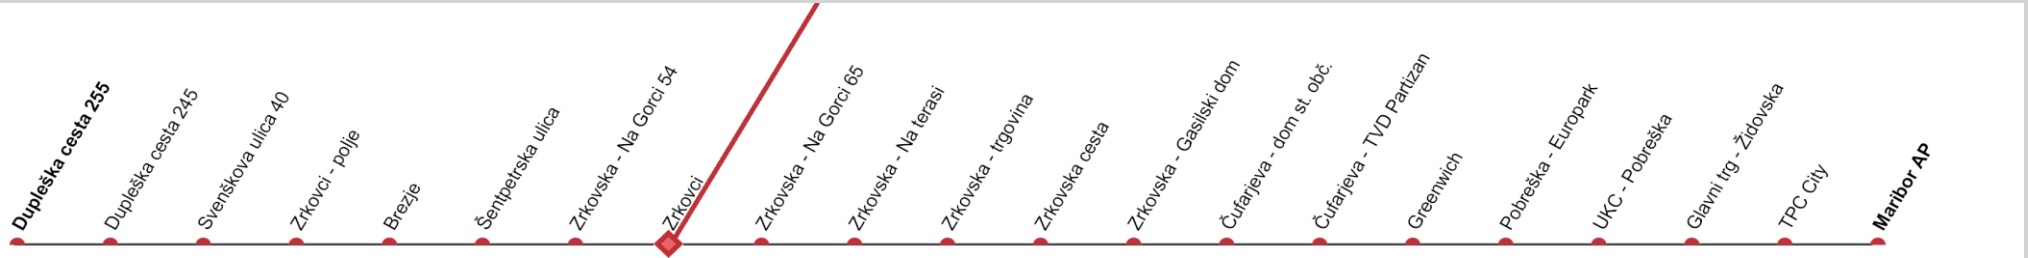 Dupleška cesta 255
Dupleška cesta 245
Svenškova ulica 40
Zrkovci - polje
Brezje
Šentpetrska ulica
Zrkovska - Na Gorci 54
Zrkovci
Zrkovska - Na Gorci 65
Zrkovska - Na terasi
Zrkovska - trgovina
Zrkovska cesta
Zrkovska - Gasilski dom
Čufarjeva - dom st. obč.
Čufarjeva - TVD Partizan
Greenwich
Pobreška - Europark
UKC - Pobreška
Glavni trg - Židovska
TPC City
Maribor AP